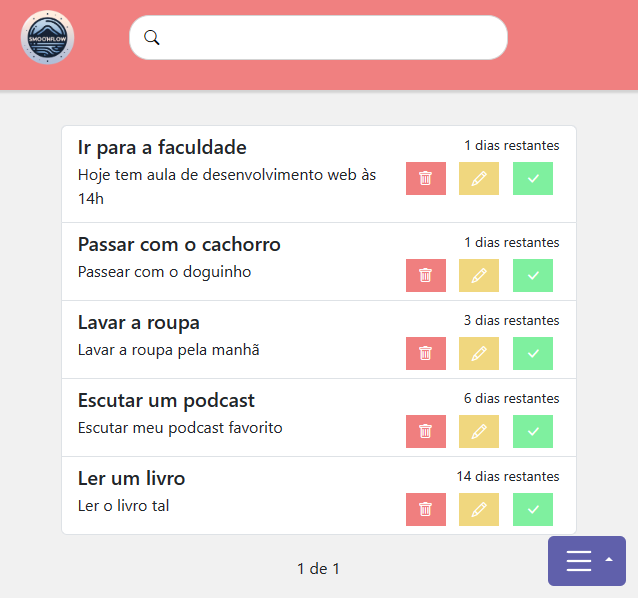 SMOOTHFLOW
Ir para a faculdade
1 dias restantes
Hoje tem aula de desenvolvimento web às
14h
Passar com o cachorro
1 dias restantes
Passear com o doguinho
Lavar a roupa
3 dias restantes
Lavar a roupa pela manhã
Escutar um podcast
6 dias restantes
Escutar meu podcast favorito
Ler um livro
14 dias restantes
Ler o livro tal
1 de 1